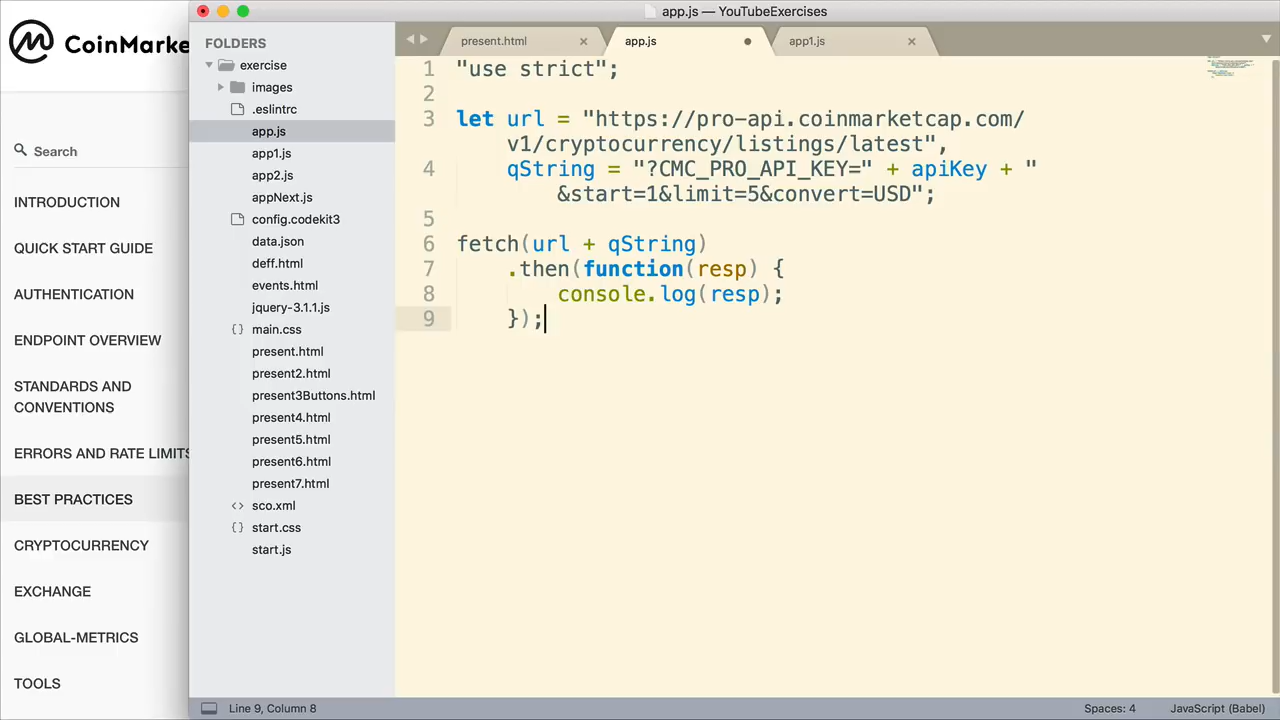 CoinMarke
Search
INTRODUCTION
QUICK START GUIDE
AUTHENTICATION
ENDPOINT OVERVIEW
STANDARDS AND
CONVENTIONS
ERRORS AND RATE LIMITS
BEST PRACTICES
CRYPTOCURRENCY
EXCHANGE
GLOBAL-METRICS
TOOLS
app.js — YouTubeExercises
FOLDERS
exercise
images
.eslintrc
app.js
app1.js
app2.js
appNext.js
config.codekit3
data.json
deff.html
events.html
jquery-3.1.1.js
{} main.css
present.html
present2.html
present3Buttons.html
present4.html
present5.html
present6.html
present7.html
<> sco.xml
{} start.css
start.js
present.html × app.js • app1.js ×
1 "use strict";
2
3 let url = "https://pro-api.coinmarketcap.com/
v1/cryptocurrency/listings/latest",
4 qString = "?CMC_PRO_API_KEY=" + apiKey + "
&start=1&limit=5&convert=USD";
5
6 fetch(url + qString)
7 .then(function(resp) {
8 console.log(resp);
9 });
Line 9, Column 8
Spaces: 4
JavaScript (Babel)